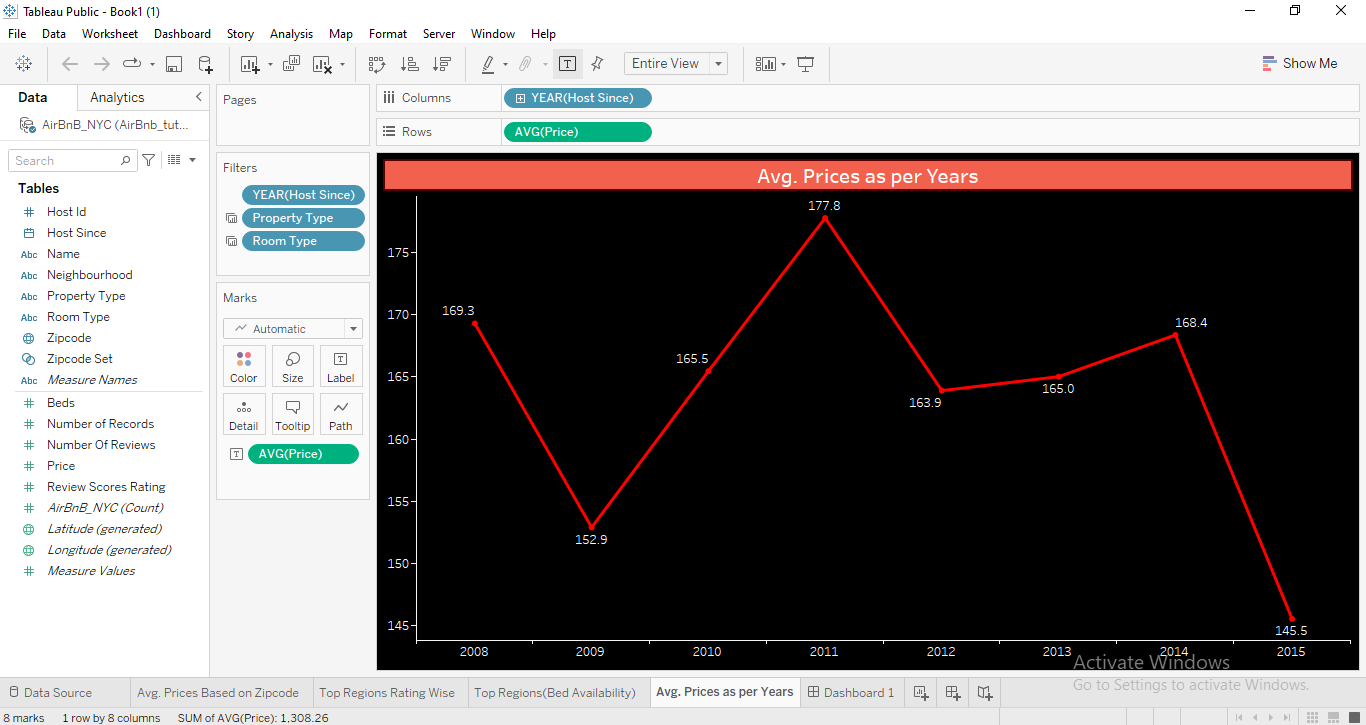 Tableau Public - Book1 (1)
File Data Worksheet Dashboard Story Analysis Map Format Server Window Help
Entire View
Show Me
Data Analytics
AirBnB_NYC (AirBnb_tut...
Search
Tables
# Host Id
Host Since
Abc Name
Abc Neighbourhood
Abc Property Type
Abc Room Type
Zipcode
Zipcode Set
Abc Measure Names
# Beds
# Number of Records
# Number Of Reviews
# Price
# Review Scores Rating
# AirBnB_NYC (Count)
Latitude (generated)
Longitude (generated)
# Measure Values
Pages
Filters
YEAR(Host Since)
Property Type
Room Type
Marks
Automatic
Color Size Label
Detail Tooltip Path
AVG(Price)
Columns YEAR(Host Since)
Rows AVG(Price)
Avg. Prices as per Years
177.8
175
170
169.3
168.4
165.5
165
165.0
163.9
160
155
152.9
150
145
145.5
2008 2009 2010 2011 2012 2013 2014 2015
Activate Windows
Go to Settings to activate Windows.
Data Source Avg. Prices Based on Zipcode Top Regions Rating Wise Top Regions(Bed Availability) Avg. Prices as per Years Dashboard 1
8 marks 1 row by 8 columns SUM of AVG(Price): 1,308.26